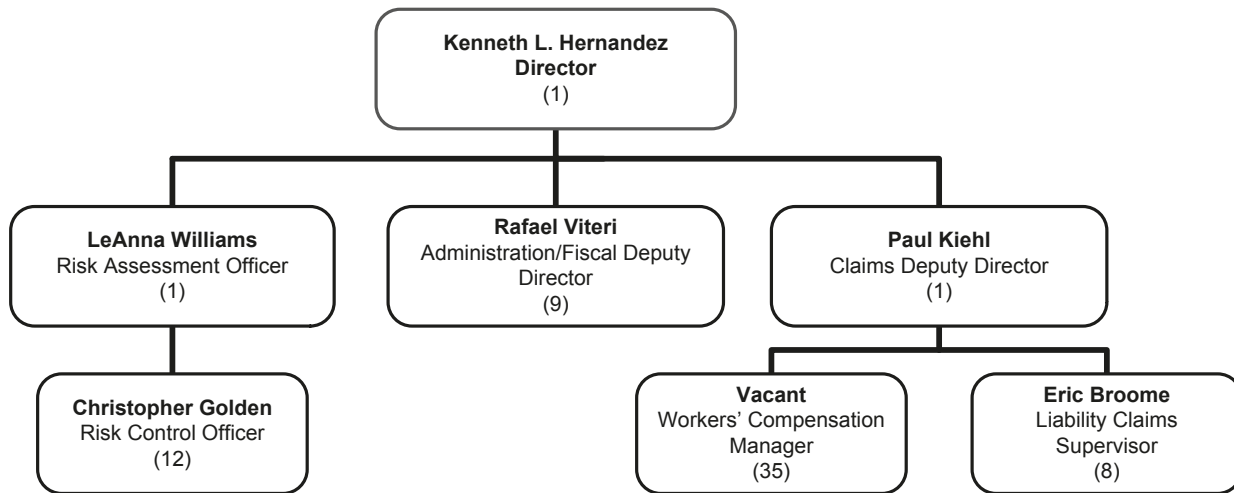 Kenneth L. Hernandez
Director
(1)
LeAnna Williams
Risk Assessment Officer
(1)
Rafael Viteri
Administration/Fiscal Deputy
Director
(9)
Paul Kiehl
Claims Deputy Director
(1)
Christopher Golden
Risk Control Officer
(12)
Vacant
Workers’ Compensation
Manager
(35)
Eric Broome
Liability Claims
Supervisor
(8)